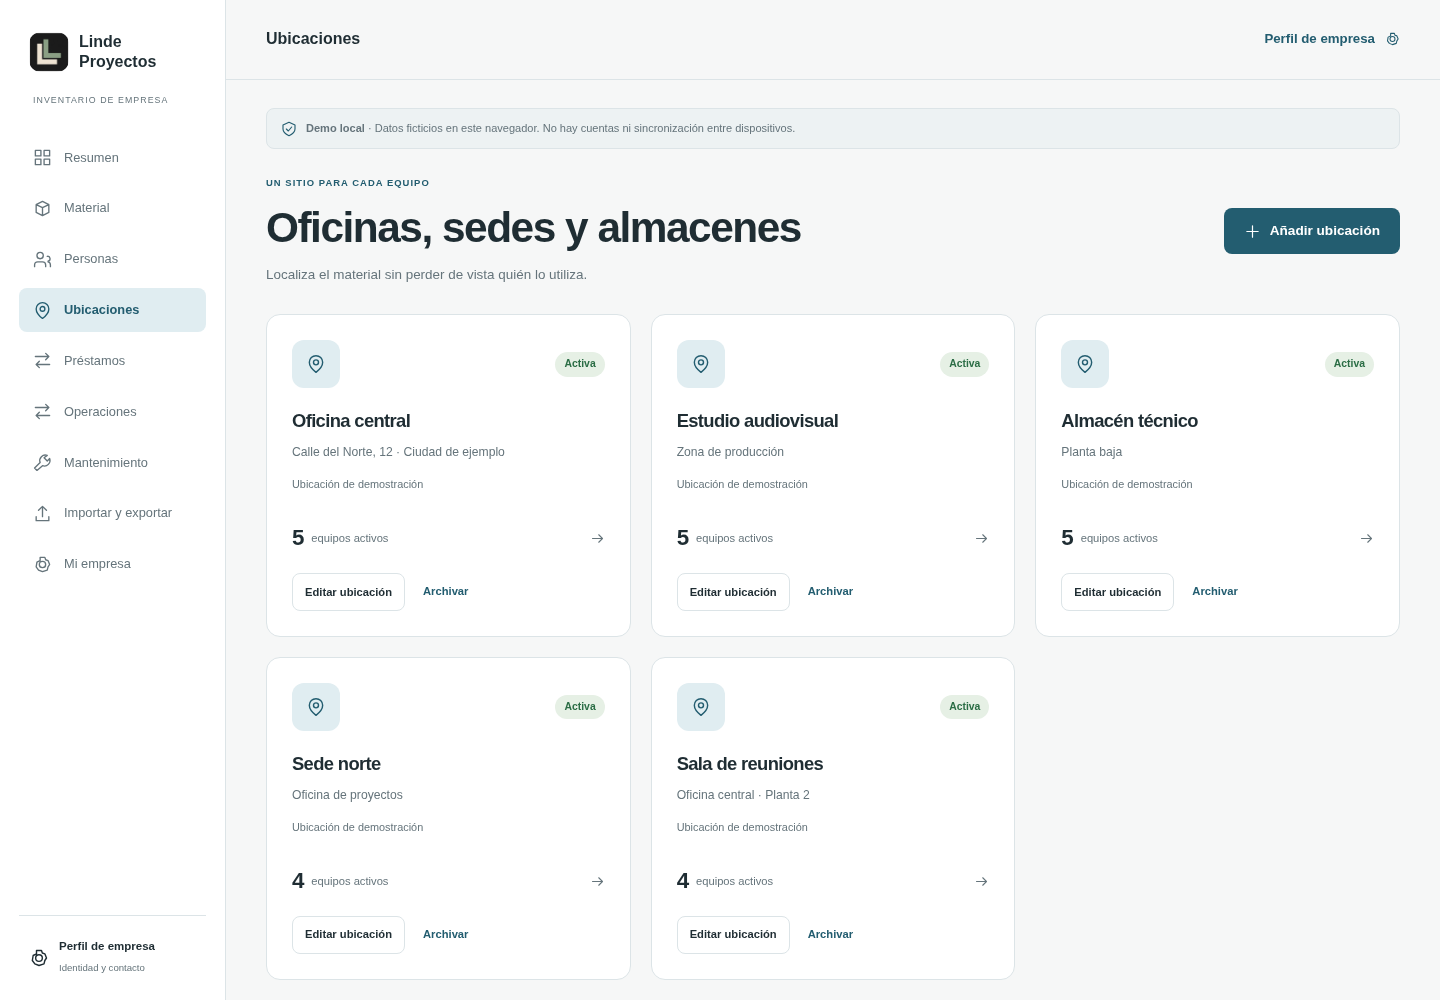 Linde
Proyectos
INVENTARIO DE EMPRESA
Resumen
Material
Personas
Ubicaciones
Préstamos
Operaciones
Mantenimiento
Importar y exportar
Mi empresa
Perfil de empresa
Identidad y contacto
Ubicaciones
Perfil de empresa
Demo local · Datos ficticios en este navegador. No hay cuentas ni sincronización entre dispositivos.
UN SITIO PARA CADA EQUIPO
Oficinas, sedes y almacenes
Localiza el material sin perder de vista quién lo utiliza.
Añadir ubicación
Activa
Oficina central
Calle del Norte, 12 · Ciudad de ejemplo
Ubicación de demostración
5 equipos activos
Editar ubicación Archivar
Activa
Estudio audiovisual
Zona de producción
Ubicación de demostración
5 equipos activos
Editar ubicación Archivar
Activa
Almacén técnico
Planta baja
Ubicación de demostración
5 equipos activos
Editar ubicación Archivar
Activa
Sede norte
Oficina de proyectos
Ubicación de demostración
4 equipos activos
Editar ubicación Archivar
Activa
Sala de reuniones
Oficina central · Planta 2
Ubicación de demostración
4 equipos activos
Editar ubicación Archivar